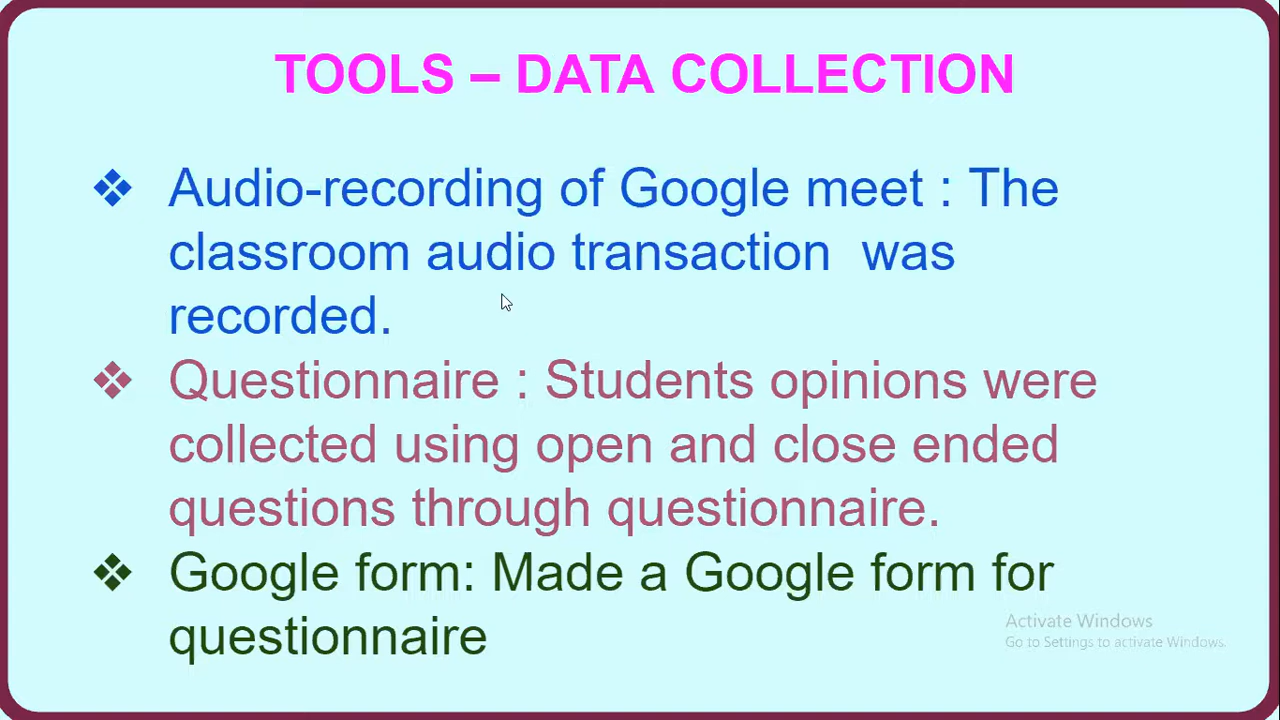 TOOLS – DATA COLLECTION
❖ Audio-recording of Google meet : The
classroom audio transaction  was
recorded.
❖ Questionnaire : Students opinions were
collected using open and close ended
questions through questionnaire.
❖ Google form: Made a Google form for
questionnaire
Activate Windows
Go to Settings to activate Windows.